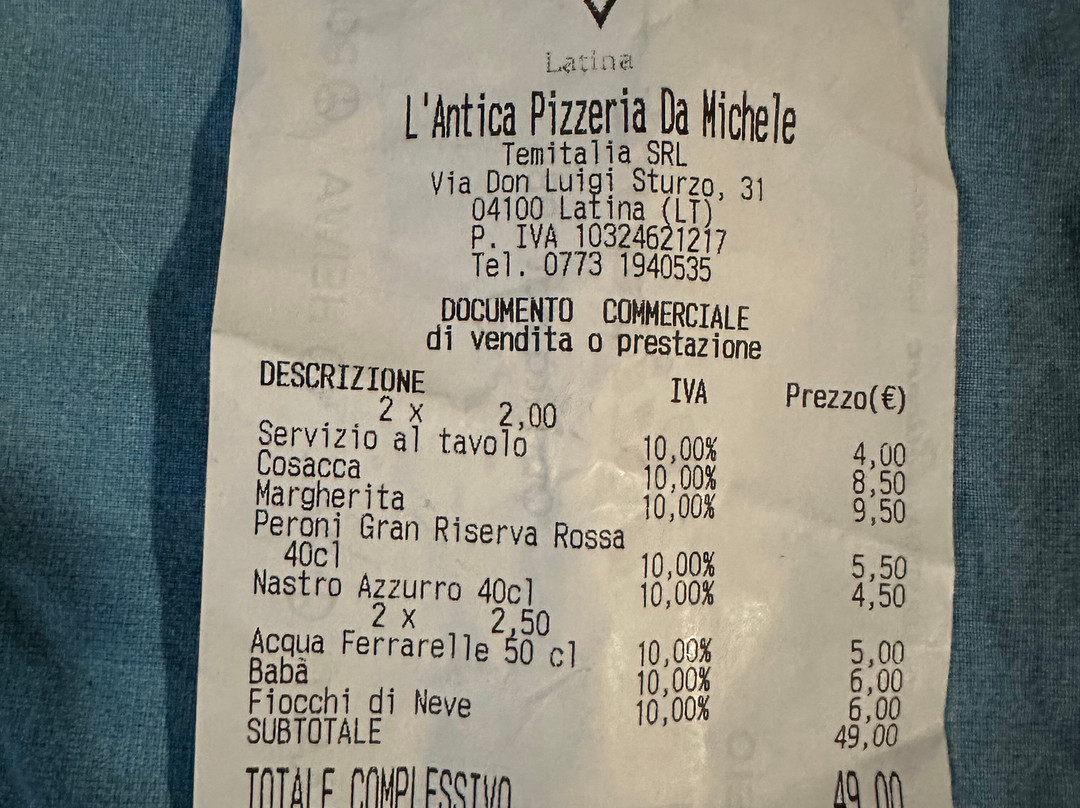 Latina
L'Antica Pizzeria Da Michele
Temitalia SRL
Via Don Luigi Sturzo, 31
04100 Latina (LT)
P. IVA 10324621217
Tel. 0773 1940535
DOCUMENTO COMMERCIALE
di vendita o prestazione
DESCRIZIONE IVA Prezzo(€)
2 x 2,00
Servizio al tavolo 10,00% 4,00
Cosacca 10,00% 8,50
Margherita 10,00% 9,50
Peroni Gran Riserva Rossa
40cl 10,00% 5,50
Nastro Azzurro 40cl 10,00% 4,50
2 x 2,50
Acqua Ferrarelle 50 cl 10,00% 5,00
Babà 10,00% 6,00
Fiocchi di Neve 10,00% 6,00
SUBTOTALE 49,00
TOTALE COMPLESSIVO 49,00